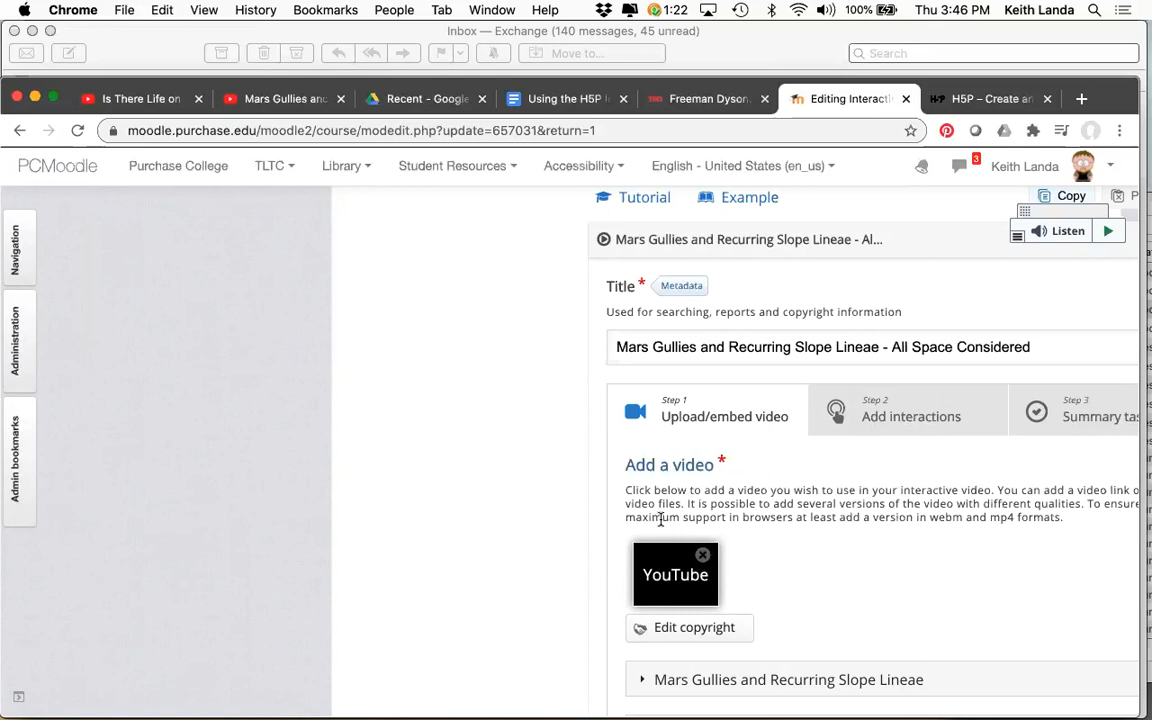 Chrome File Edit View History Bookmarks People Tab Window Help 1:22 100% Thu 3:46 PM Keith Landa
Inbox — Exchange (140 messages, 45 unread)
Move to... Search
Is There Life on Mars Gullies and Recent - Google Using the H5P Freeman Dyson, Editing Interacti H5P – Create an
moodle.purchase.edu/moodle2/course/modedit.php?update=657031&return=1
PCMoodle Purchase College TLTC Library Student Resources Accessibility English - United States (en_us) 3 Keith Landa
Tutorial Example Copy P
Navigation
Listen
Mars Gullies and Recurring Slope Lineae - Al...
Title * Metadata
Used for searching, reports and copyright information
Administration
Mars Gullies and Recurring Slope Lineae - All Space Considered
Step 1 Step 2 Step 3
Upload/embed video Add interactions Summary tas
Admin bookmarks
Add a video *
Click below to add a video you wish to use in your interactive video. You can add a video link o
video files. It is possible to add several versions of the video with different qualities. To ensure
maximum support in browsers at least add a version in webm and mp4 formats.
YouTube
Edit copyright
Mars Gullies and Recurring Slope Lineae